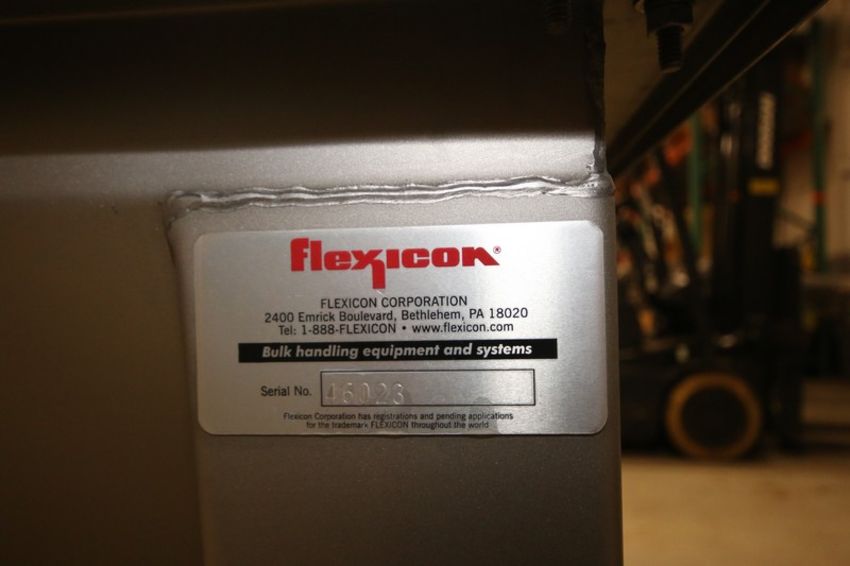 flexicon®
FLEXICON CORPORATION
2400 Emrick Boulevard, Bethlehem, PA 18020
Tel: 1-888-FLEXICON • www.flexicon.com
Bulk handling equipment and systems
Serial No. 46023
Flexicon Corporation has registrations and pending applications
for the trademark FLEXICON throughout the world